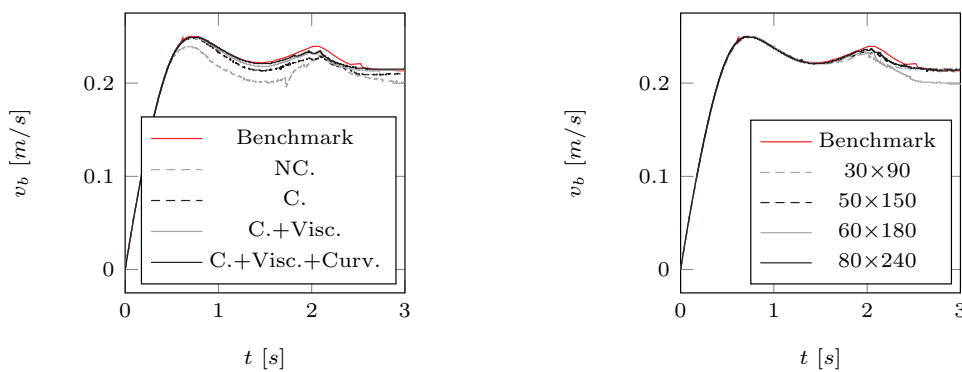 0.2
0.1
0
v_b [m/s]
Benchmark
NC.
C.
C.+Visc.
C.+Visc.+Curv.
0 1 2 3
t [s]
0.2
0.1
0
v_b [m/s]
Benchmark
30×90
50×150
60×180
80×240
0 1 2 3
t [s]